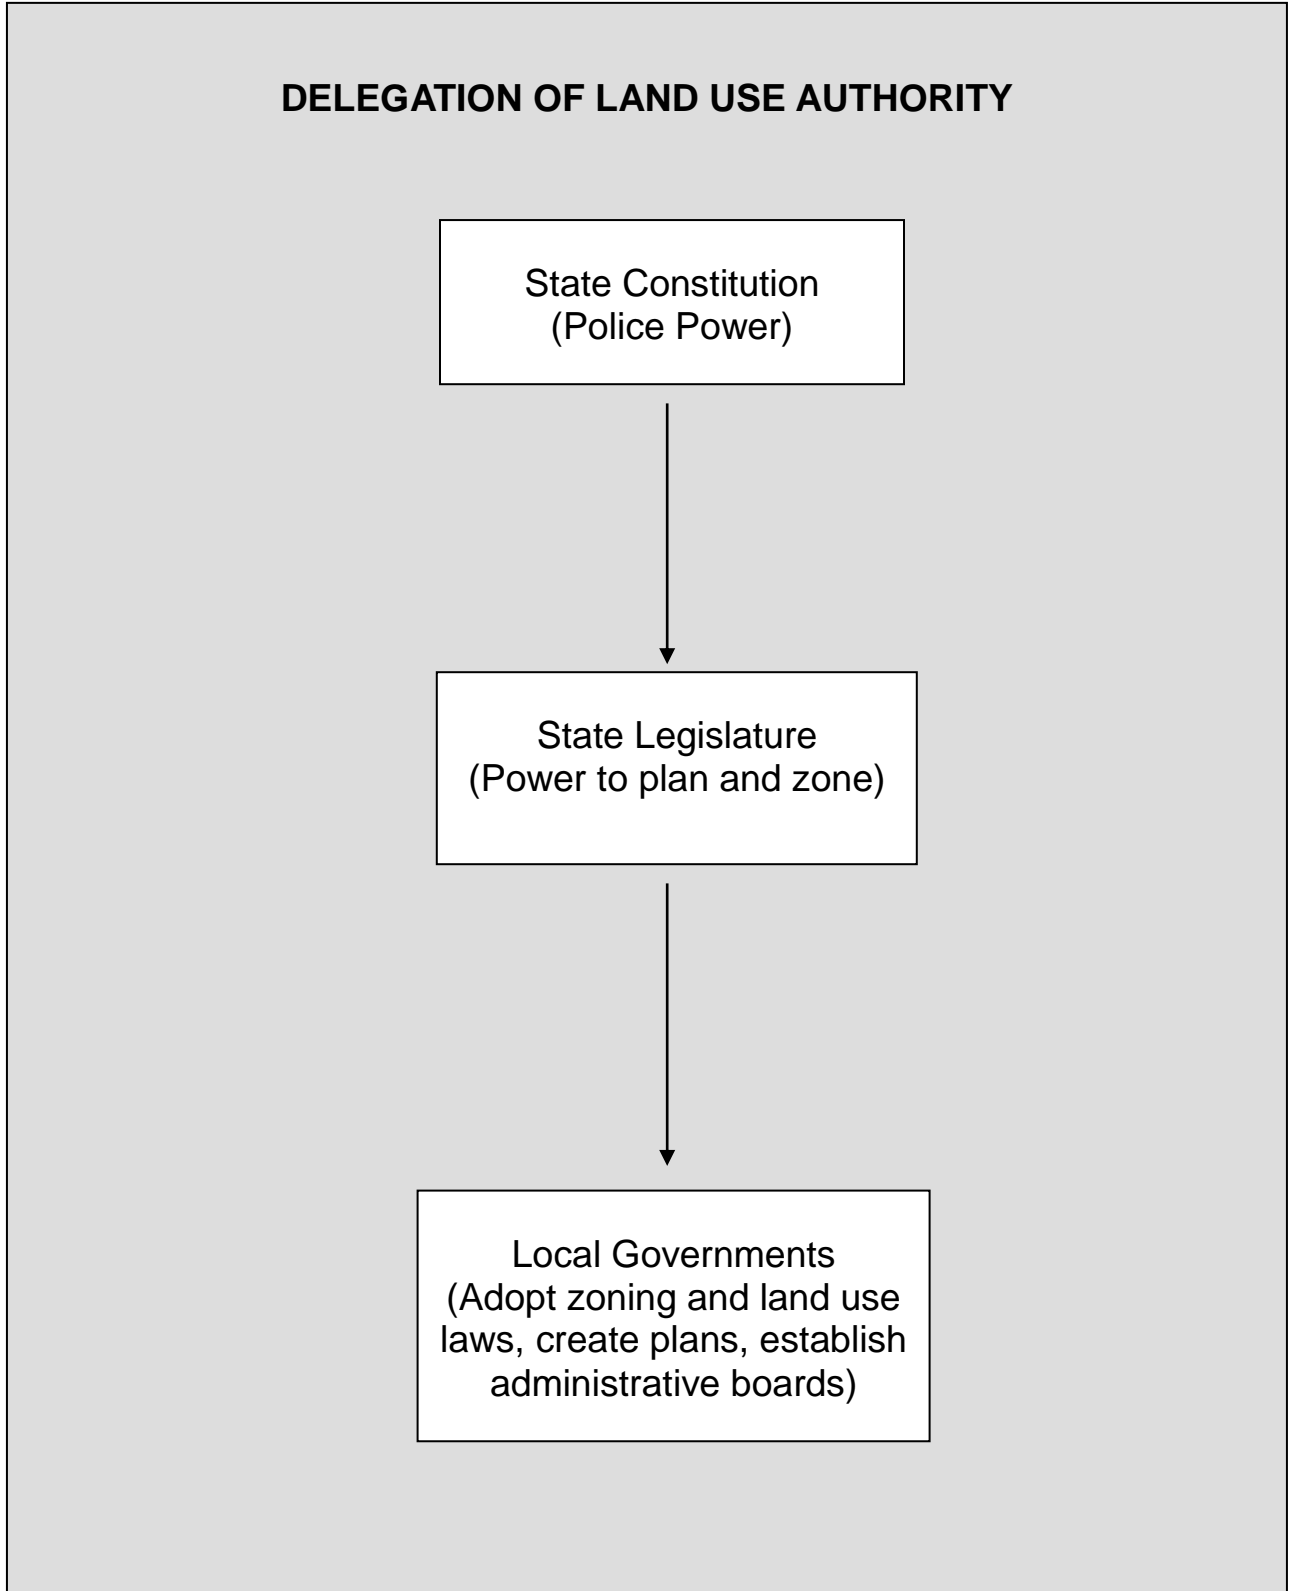 DELEGATION OF LAND USE AUTHORITY
State Constitution
(Police Power)
State Legislature
(Power to plan and zone)
Local Governments
(Adopt zoning and land use
laws, create plans, establish
administrative boards)